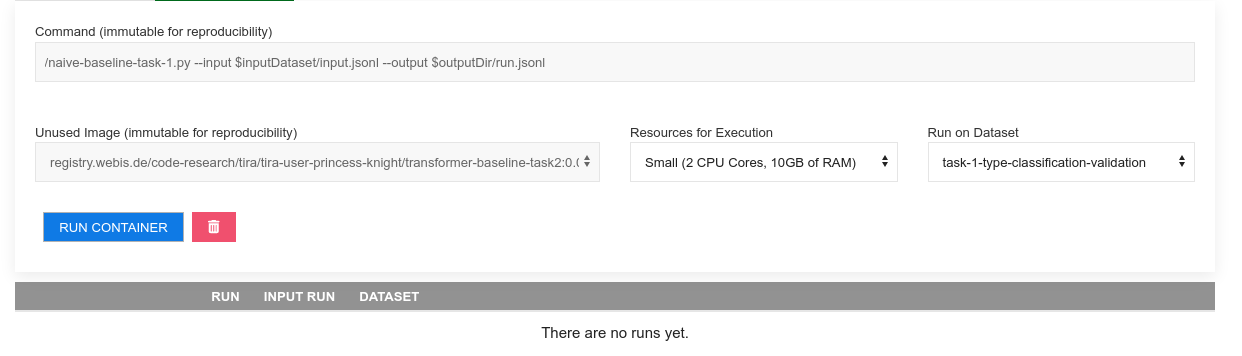 Command (immutable for reproducibility)
/naive-baseline-task-1.py --input $inputDataset/input.jsonl --output $outputDir/run.jsonl
Unused Image (immutable for reproducibility)
Resources for Execution
Run on Dataset
registry.webis.de/code-research/tira/tira-user-princess-knight/transformer-baseline-task2:0.(
Small (2 CPU Cores, 10GB of RAM)
task-1-type-classification-validation
RUN CONTAINER
RUN INPUT RUN DATASET
There are no runs yet.